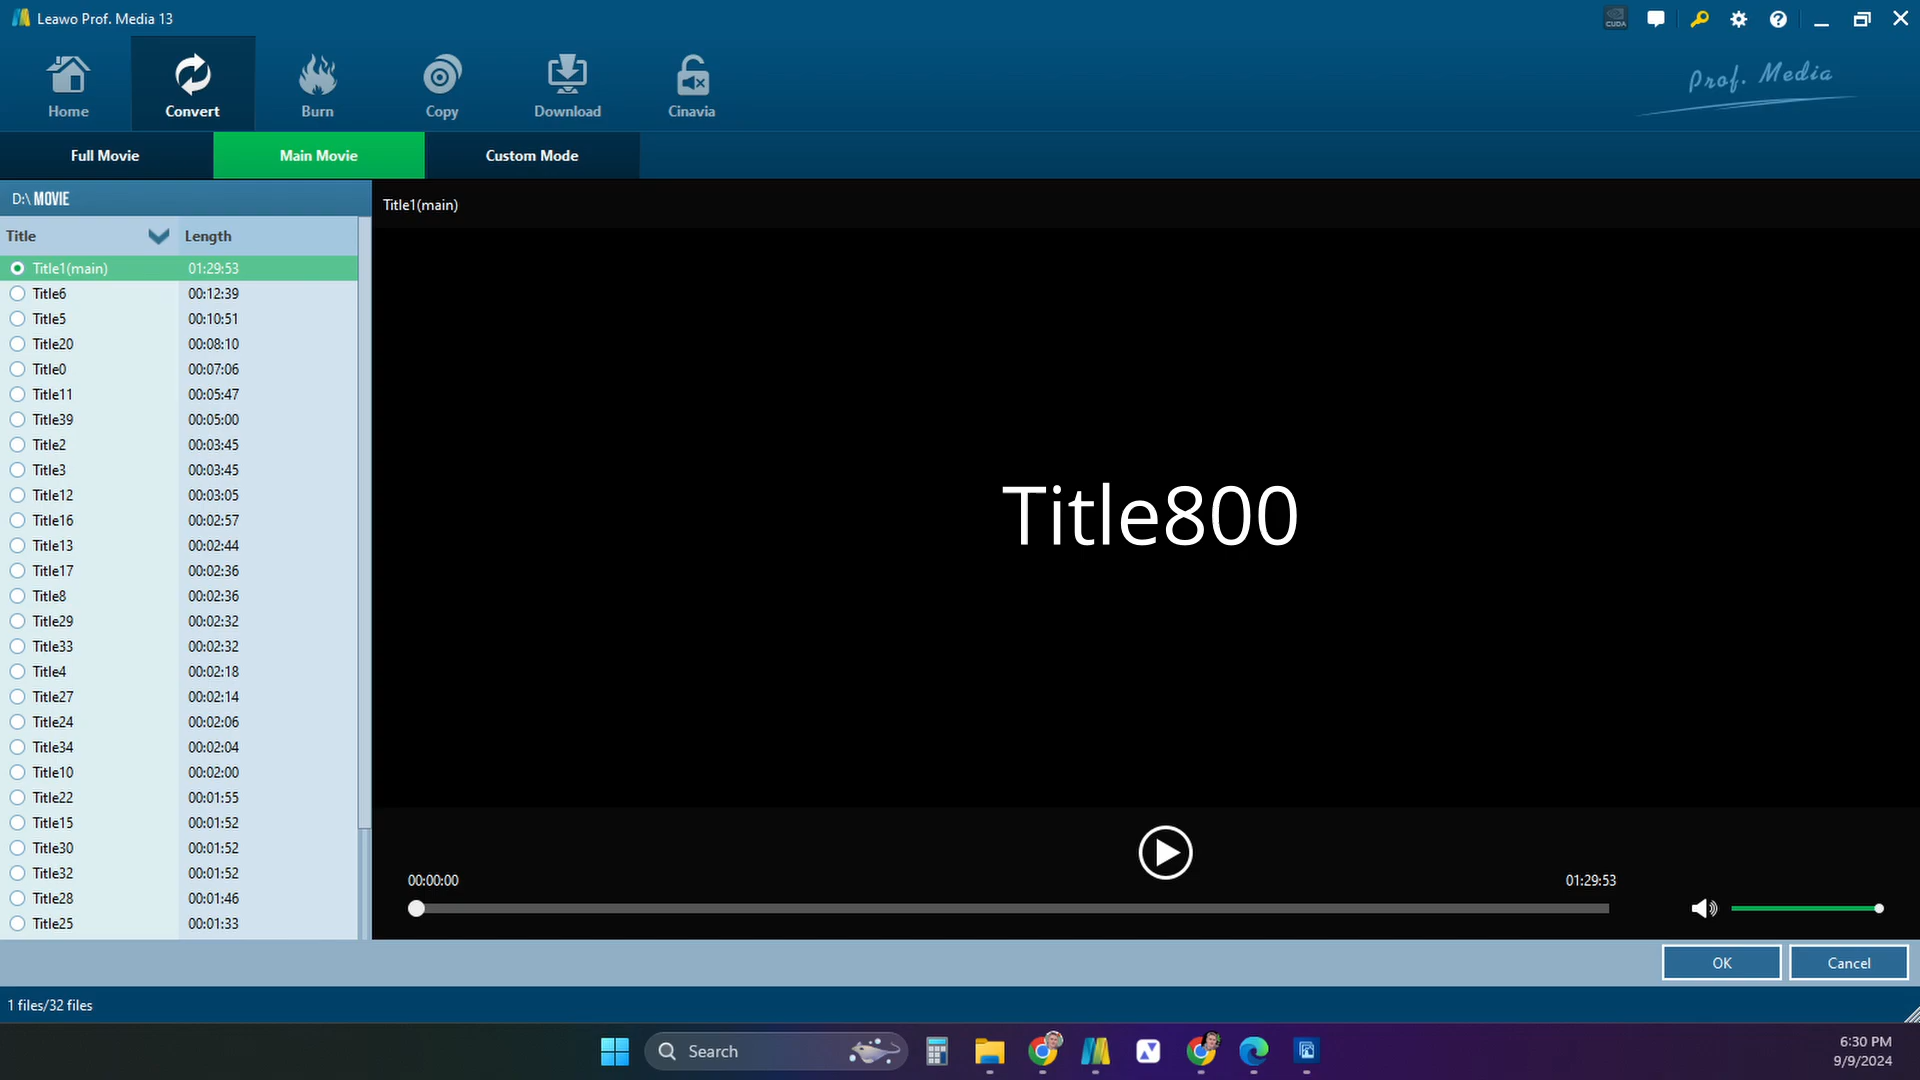 Leawo Prof. Media 13
CUDA
Home
Convert
Burn
Copy
Download
Cinavia
Prof. Media
Full Movie
Main Movie
Custom Mode
D:\ MOVIE
Title1(main)
Title Length
Title1(main) 01:29:53
Title6 00:12:39
Title5 00:10:51
Title20 00:08:10
Title0 00:07:06
Title11 00:05:47
Title39 00:05:00
Title2 00:03:45
Title3 00:03:45
Title12 00:03:05
Title16 00:02:57
Title13 00:02:44
Title17 00:02:36
Title8 00:02:36
Title29 00:02:32
Title33 00:02:32
Title4 00:02:18
Title27 00:02:14
Title24 00:02:06
Title34 00:02:04
Title10 00:02:00
Title22 00:01:55
Title15 00:01:52
Title30 00:01:52
Title32 00:01:52
Title28 00:01:46
Title25 00:01:33
Title800
00:00:00
01:29:53
OK
Cancel
1 files/32 files
Search
6:30 PM
9/9/2024